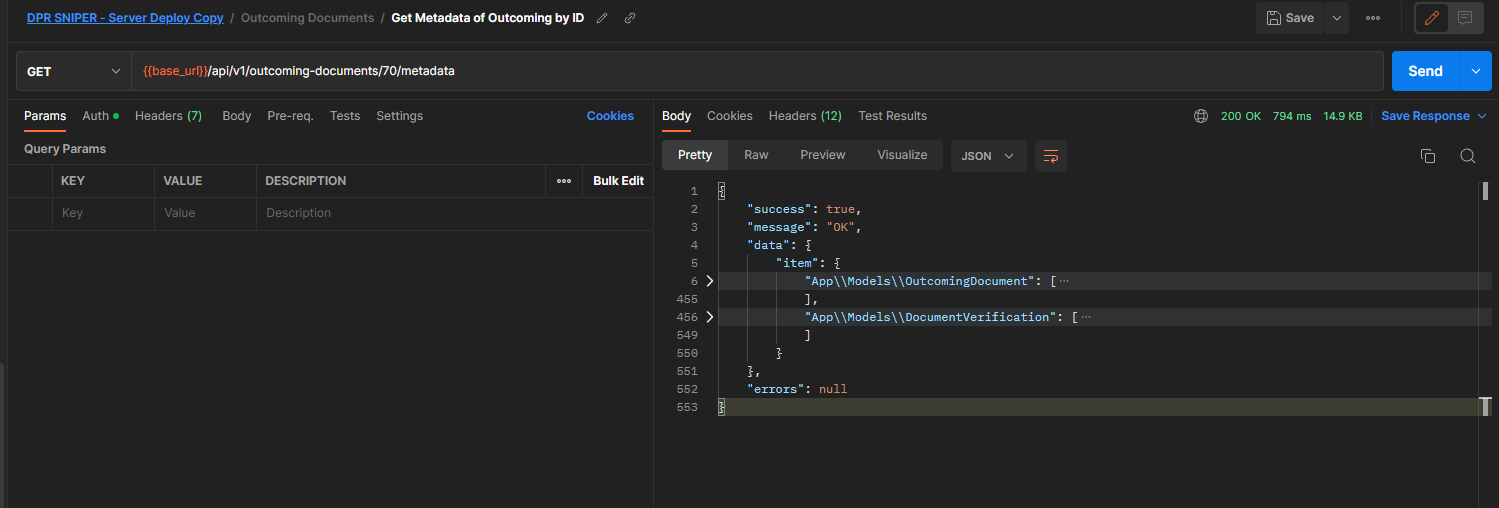 DPR SNIPER - Server Deploy Copy / Outcoming Documents / Get Metadata of Outcoming by ID
Save
GET {{base_url}}/api/v1/outcoming-documents/70/metadata
Send
Params Auth Headers (7) Body Pre-req. Tests Settings Cookies
Query Params
KEY VALUE DESCRIPTION Bulk Edit
Key Value Description
Body Cookies Headers (12) Test Results 200 OK 794 ms 14.9 KB Save Response
Pretty Raw Preview Visualize JSON
1 {
2 "success": true,
3 "message": "OK",
4 "data": {
5 "item": {
6 "App\\Models\\OutcomingDocument": [···
455 ],
456 "App\\Models\\DocumentVerification": [···
549 ]
550 }
551 },
552 "errors": null
553 }